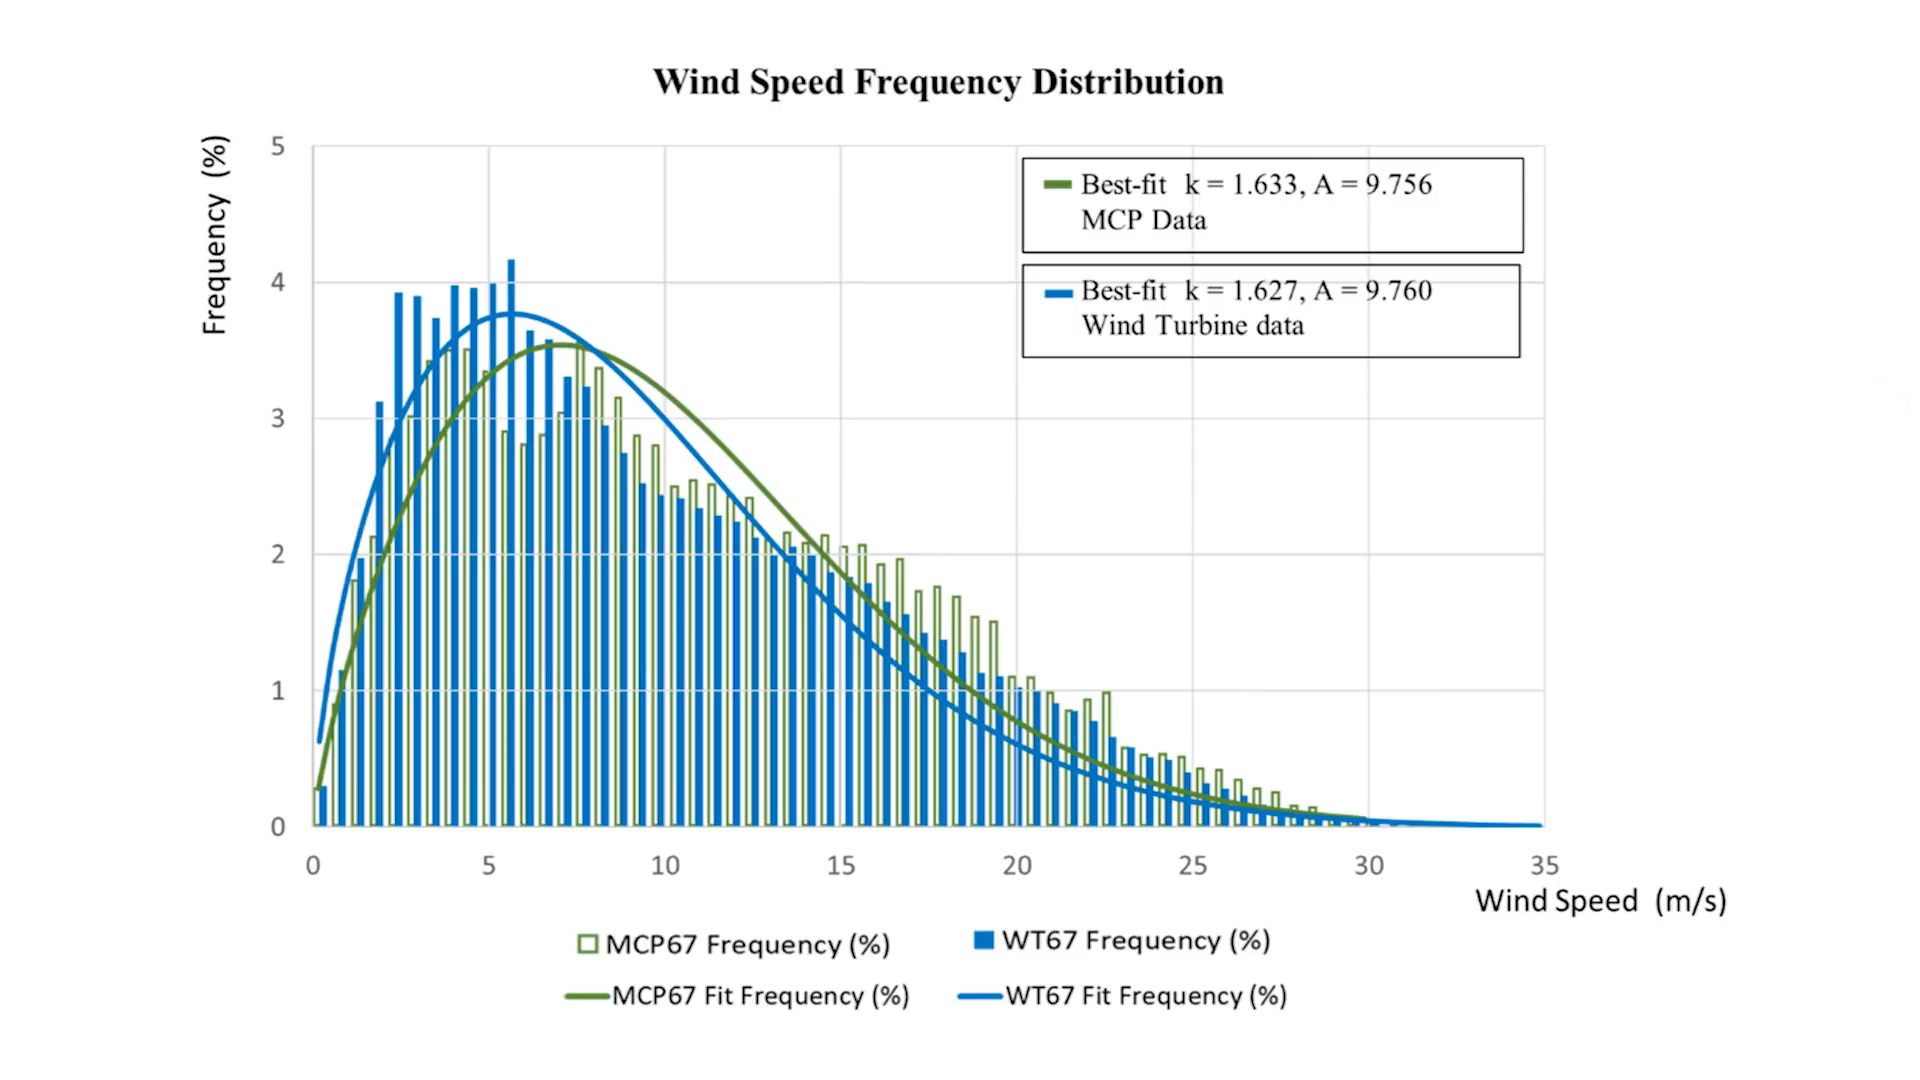 Wind Speed Frequency Distribution
Frequency (%)
5
4
3
2
1
0
Best-fit k = 1.633, A = 9.756
MCP Data
Best-fit k = 1.627, A = 9.760
Wind Turbine data
0 5 10 15 20 25 30 35
Wind Speed (m/s)
MCP67 Frequency (%) WT67 Frequency (%)
MCP67 Fit Frequency (%) WT67 Fit Frequency (%)